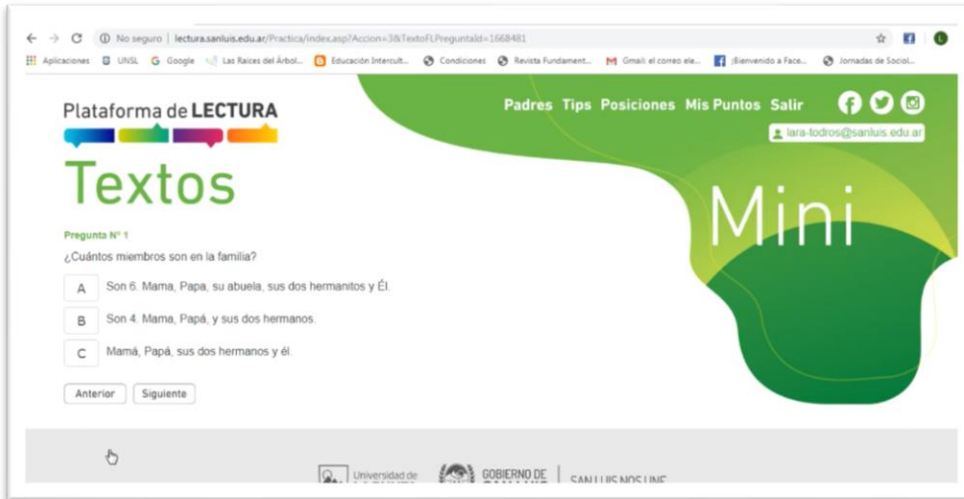 No seguro | lectura.sanluis.edu.ar/Practica/index.asp?Accion=3&TextoFLPreguntaId=1668481
Aplicaciones UNSL Google Las Raices del Árbol... Educación Intercult... Condiciones Revista Fundament... Gmail: el correo ele... ¡Bienvenido a Face... Jornadas de Sociol...
Plataforma de LECTURA
Padres Tips Posiciones Mis Puntos Salir
lara-todros@sanluis.edu.ar
Textos
Mini
Pregunta N° 1
¿Cuántos miembros son en la familia?
A Son 6. Mama, Papa, su abuela, sus dos hermanitos y Él.
B Son 4. Mama, Papá, y sus dos hermanos.
C Mamá, Papá, sus dos hermanos y él.
Anterior Siguiente
Universidad de
GOBIERNO DE
SAN LUIS NOS UNE